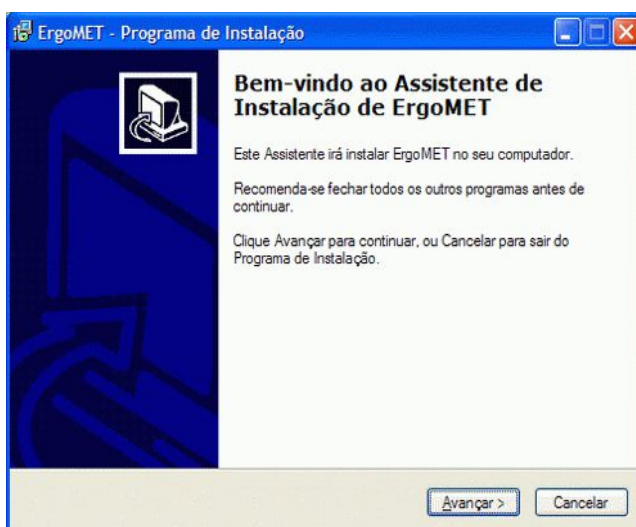 ErgoMET - Programa de Instalação
Bem-vindo ao Assistente de
Instalação de ErgoMET
Este Assistente irá instalar ErgoMET no seu computador.
Recomenda-se fechar todos os outros programas antes de
continuar.
Clique Avançar para continuar, ou Cancelar para sair do
Programa de Instalação.
Avançar >
Cancelar